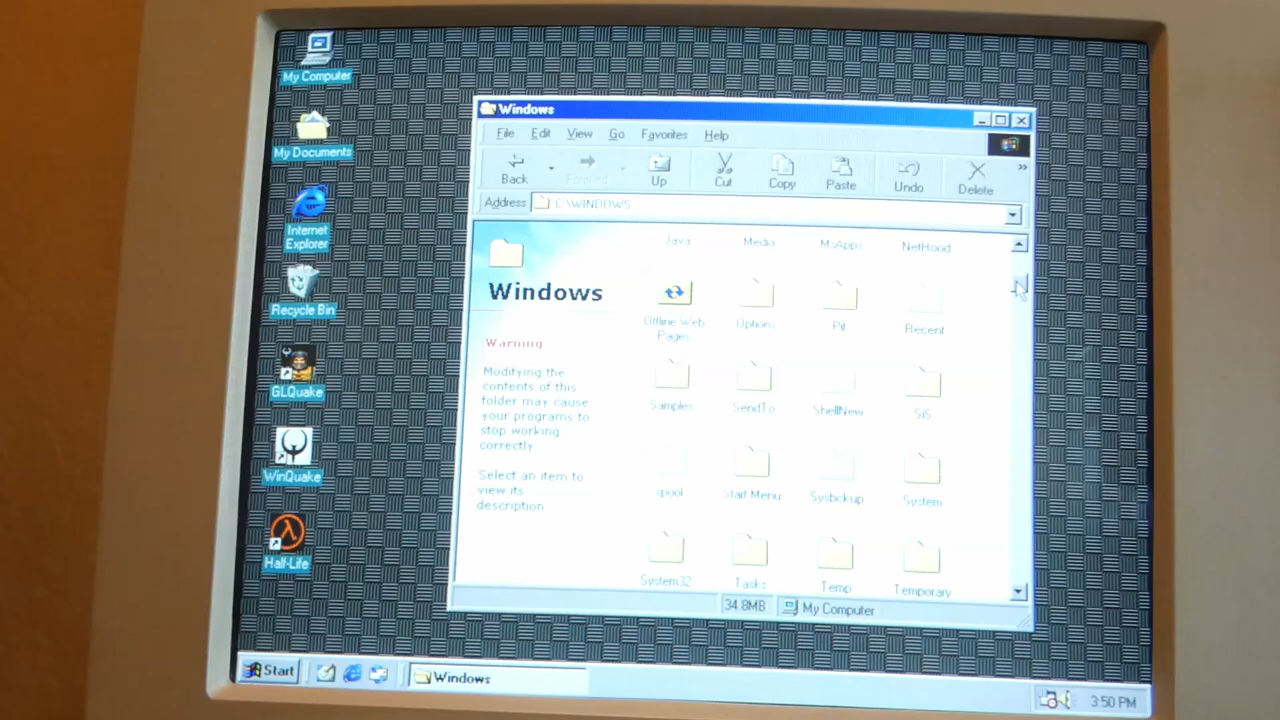 My Computer
My Documents
Internet
Explorer
Recycle Bin
GLQuake
WinQuake
Half-Life
Windows
File Edit View Go Favorites Help
Back Forward Up Cut Copy Paste Undo Delete
Address C:\WINDOWS
Windows
Warning
Modifying the
contents of this
folder may cause
your programs to
stop working
correctly
Select an item to
view its
description
Java Media MsApps NetHood
Offline Web
Pages
Options Pif Recent
Samples SendTo ShellNew SiS
spool Start Menu Sysbckup System
System32 Tasks Temp Temporary
34.8MB My Computer
Start Windows 3:50 PM